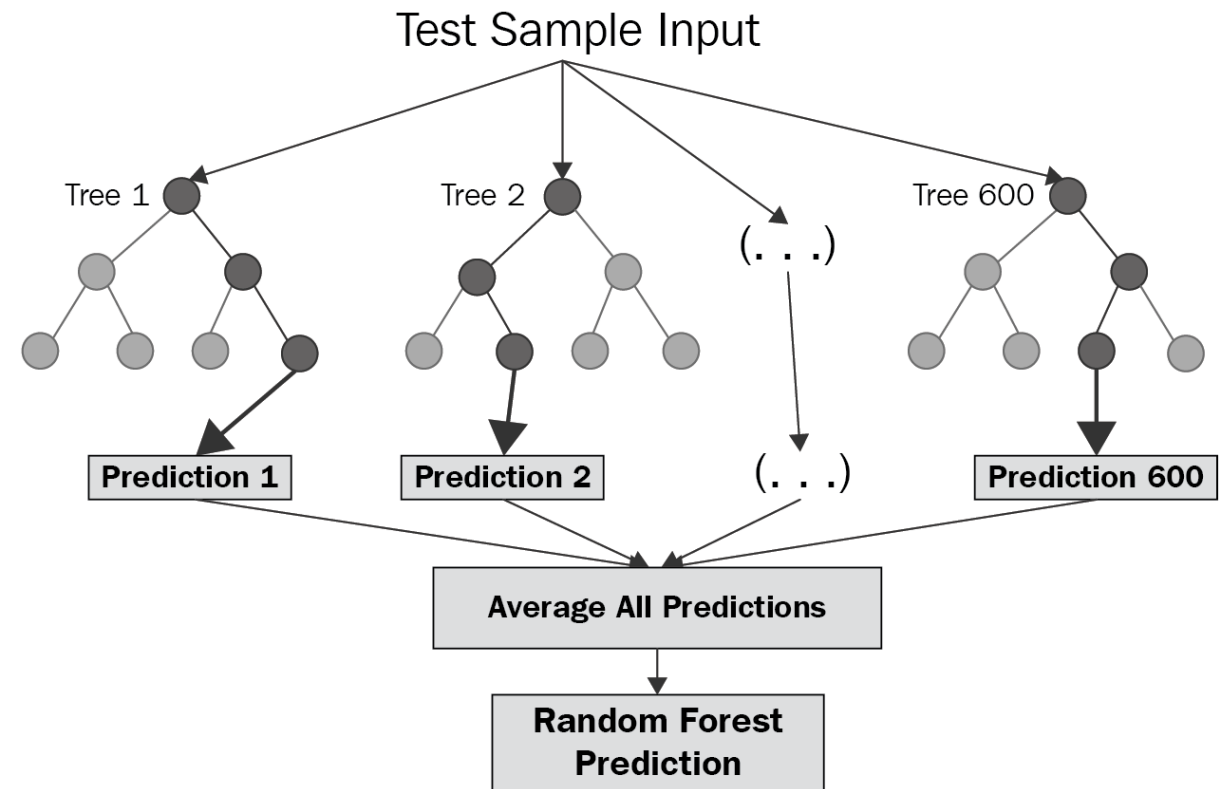 Test Sample Input
Tree 1
Tree 2
Tree 600
(. . .)
Prediction 1
Prediction 2
(. . .)
Prediction 600
Average All Predictions
Random Forest
Prediction